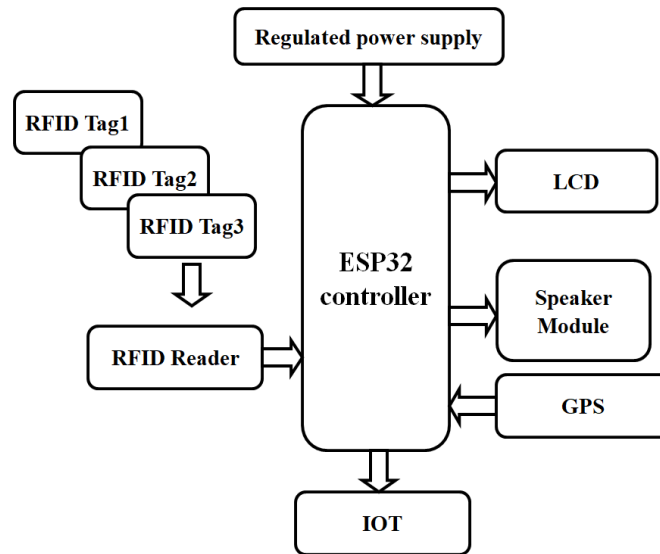 Regulated power supply
RFID Tag1
RFID Tag2
RFID Tag3
RFID Reader
ESP32
controller
LCD
Speaker
Module
GPS
IOT